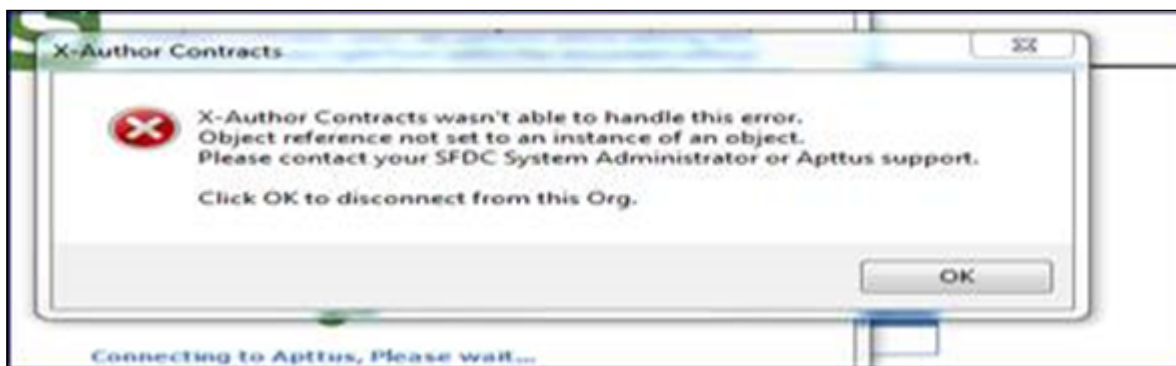 X-Author Contracts
X-Author Contracts wasn't able to handle this error.
Object reference not set to an instance of an object.
Please contact your SFDC System Administrator or Apttus support.
Click OK to disconnect from this Org.
OK
Connecting to Apttus, Please wait...